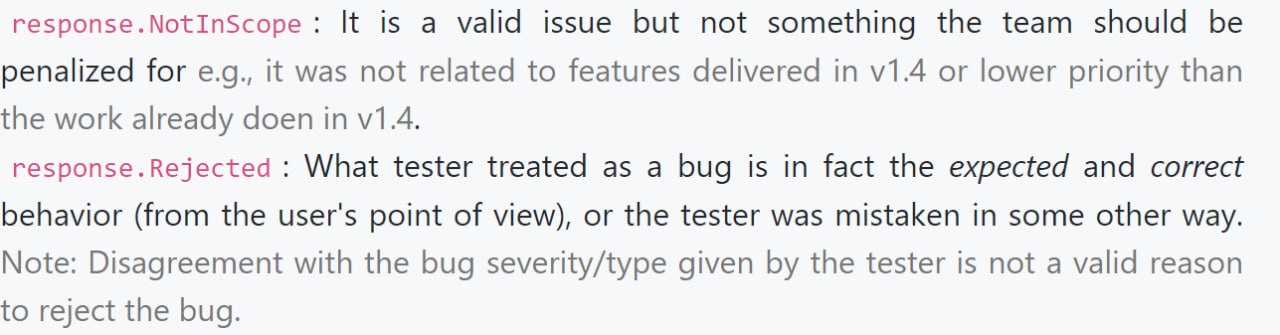 response.NotInScope : It is a valid issue but not something the team should be
penalized for e.g., it was not related to features delivered in v1.4 or lower priority than
the work already doen in v1.4.
response.Rejected : What tester treated as a bug is in fact the expected and correct
behavior (from the user's point of view), or the tester was mistaken in some other way.
Note: Disagreement with the bug severity/type given by the tester is not a valid reason
to reject the bug.